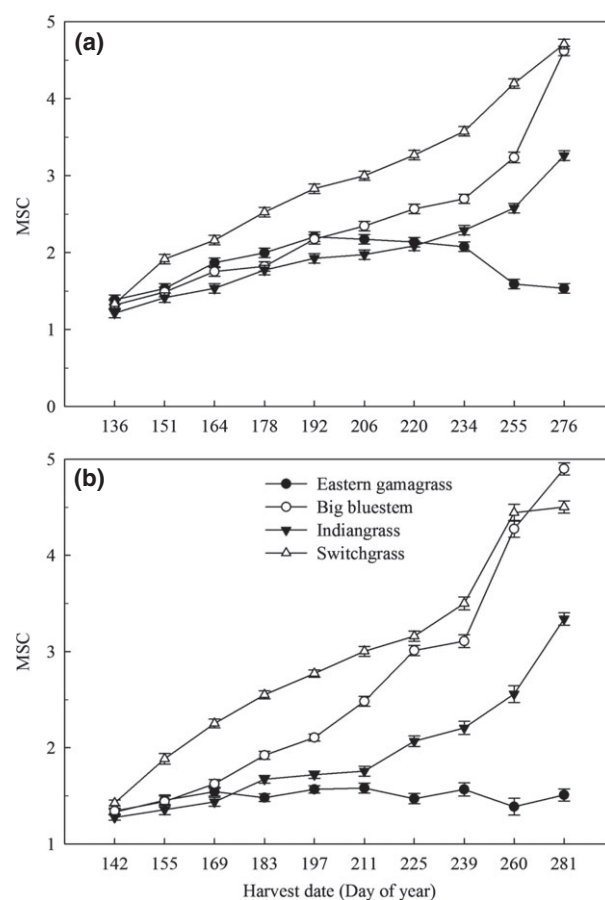 (a)
5
4
3
2
1
0
MSC
136 151 164 178 192 206 220 234 255 276
(b)
5
4
3
2
1
MSC
Eastern gamagrass
Big bluestem
Indiangrass
Switchgrass
142 155 169 183 197 211 225 239 260 281
Harvest date (Day of year)